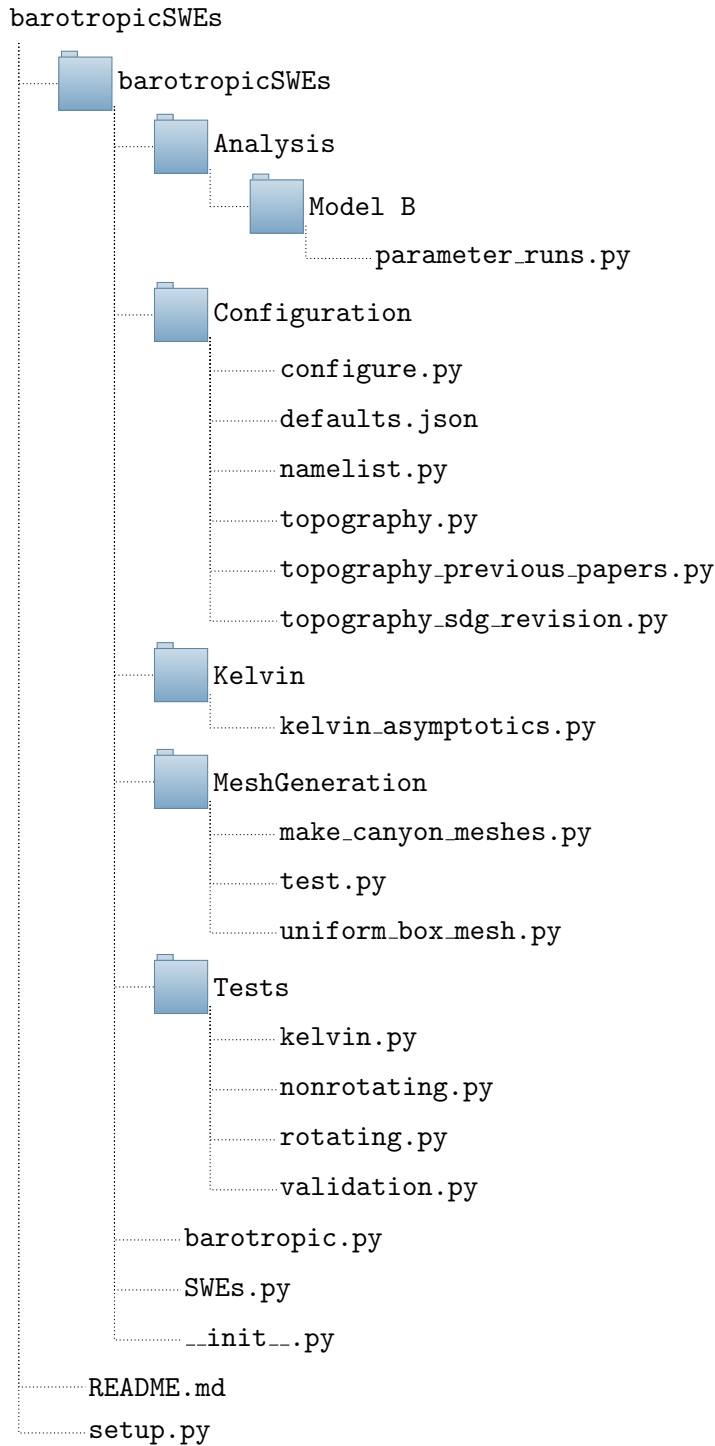 barotropicSWEs
barotropicSWEs
Analysis
Model B
parameter_runs.py
Configuration
configure.py
defaults.json
namelist.py
topography.py
topography_previous_papers.py
topography_sdg_revision.py
Kelvin
kelvin_asymptotics.py
MeshGeneration
make_canyon_meshes.py
test.py
uniform_box_mesh.py
Tests
kelvin.py
nonrotating.py
rotating.py
validation.py
barotropic.py
SWEs.py
__init__.py
README.md
setup.py